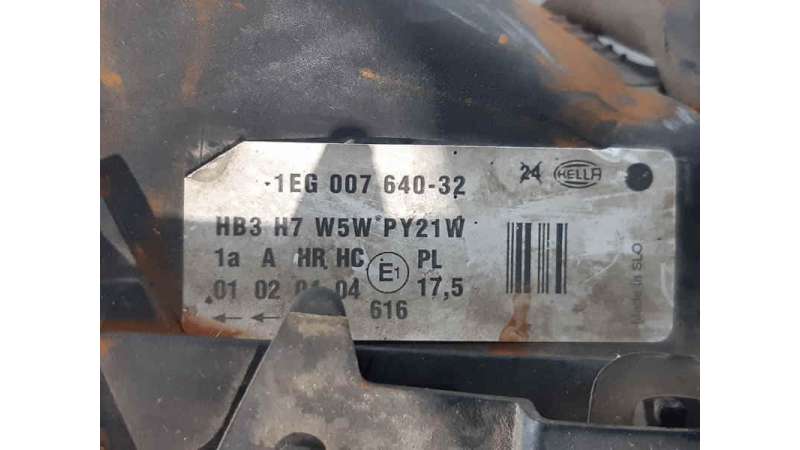 1EG 007 640-32
24 HELLA
HB3 H7 W5W PY21W
1a A HR HC E1 PL
01 02 01 04 17,5
616
Made in SLO